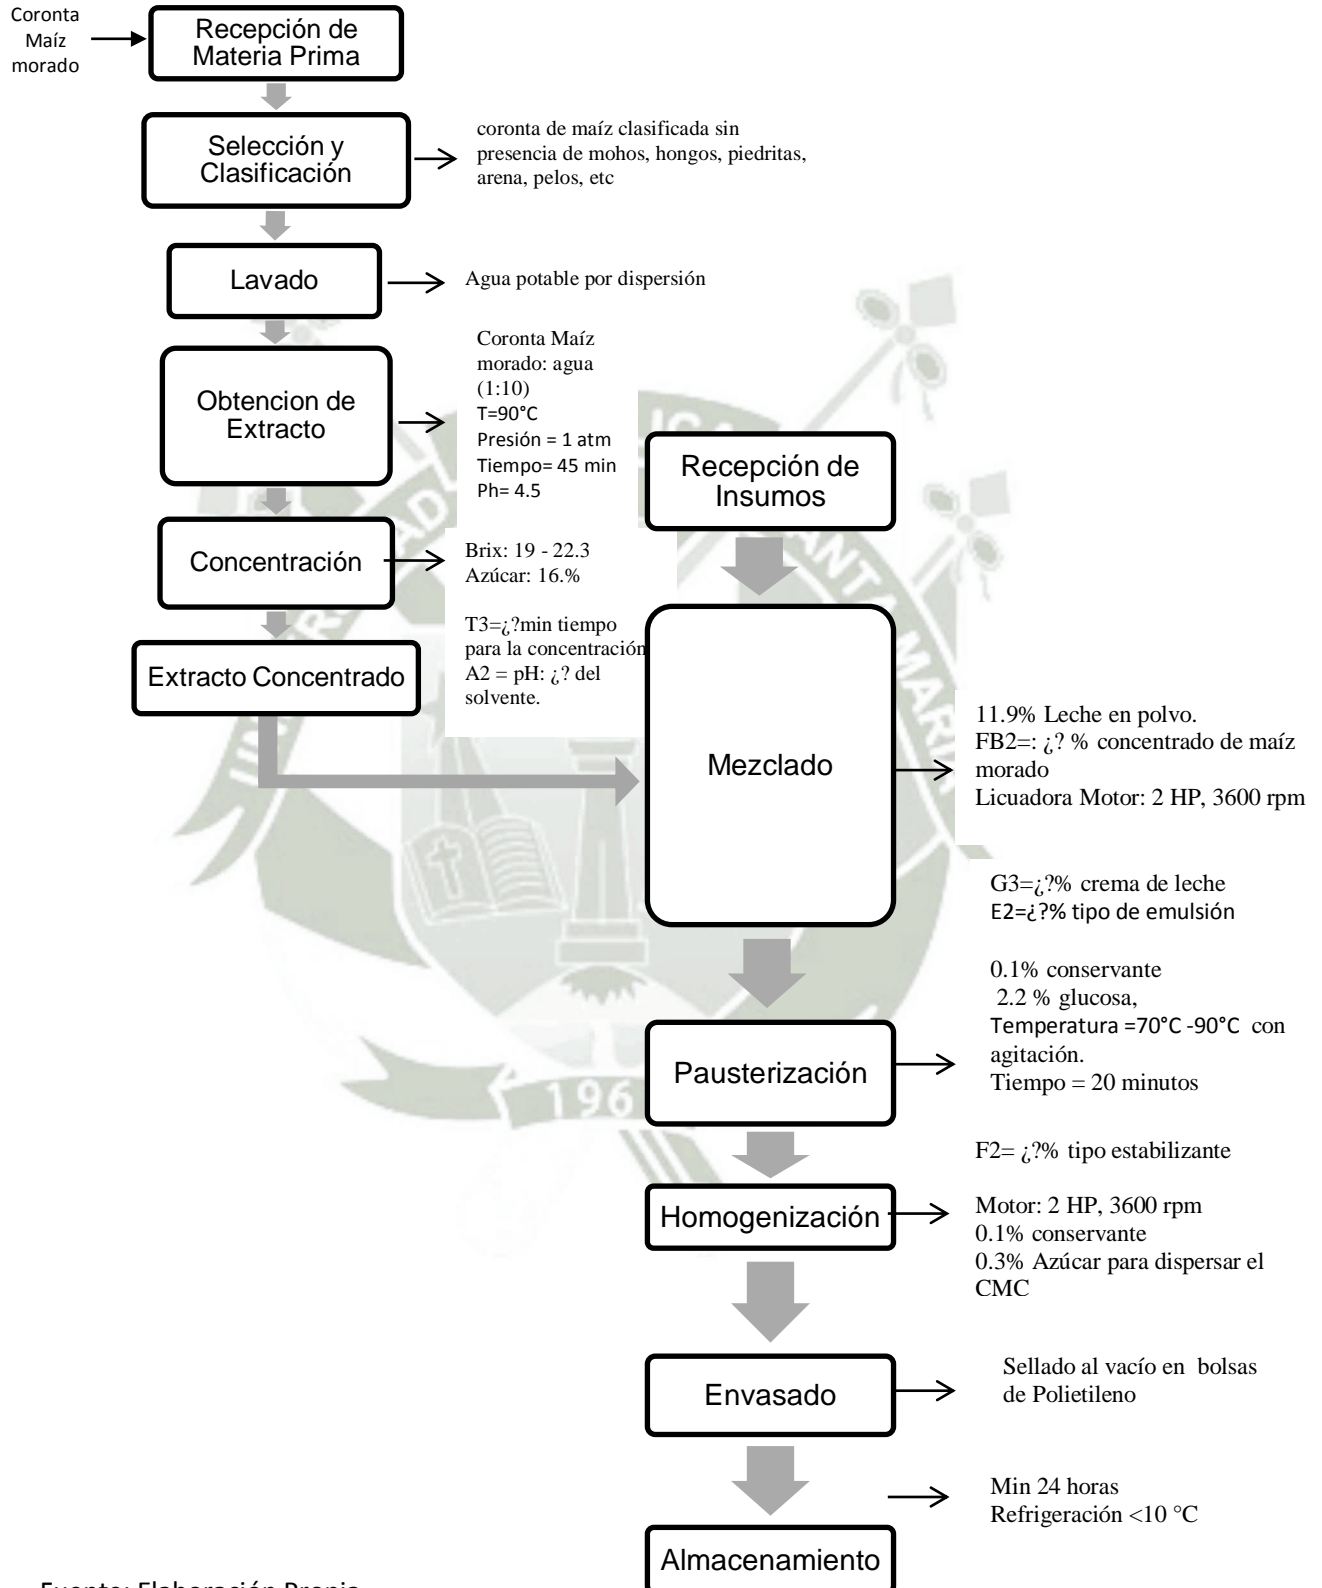 Coronta
Maíz
morado
Recepción de
Materia Prima
Selección y
Clasificación
coronta de maíz clasificada sin
presencia de mohos, hongos, piedritas,
arena, pelos, etc
Lavado
Agua potable por dispersión
Obtencion de
Extracto
Coronta Maíz
morado: agua
(1:10)
T=90°C
Presión = 1 atm
Tiempo= 45 min
Ph= 4.5
Concentración
Brix: 19 - 22.3
Azúcar: 16.%
T3=¿?min tiempo
para la concentración
A2 = pH: ¿? del
solvente.
Extracto Concentrado
Recepción de
Insumos
Mezclado
11.9% Leche en polvo.
FB2=: ¿? % concentrado de maíz
morado
Licuadora Motor: 2 HP, 3600 rpm
G3=¿?% crema de leche
E2=¿?% tipo de emulsión
0.1% conservante
2.2 % glucosa,
Temperatura =70°C -90°C con
agitación.
Tiempo = 20 minutos
Pausterización
F2= ¿?% tipo estabilizante
Homogenización
Motor: 2 HP, 3600 rpm
0.1% conservante
0.3% Azúcar para dispersar el
CMC
Envasado
Sellado al vacío en bolsas
de Polietileno
Min 24 horas
Refrigeración <10 °C
Almacenamiento
196
Fuente: Elaboración Propia